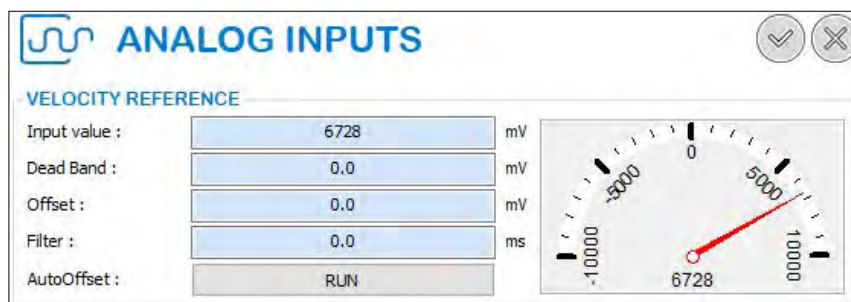 ANALOG INPUTS
VELOCITY REFERENCE
Input value : 6728 mV
Dead Band : 0.0 mV
Offset : 0.0 mV
Filter : 0.0 ms
AutoOffset : RUN
-10000 -5000 0 5000 10000
6728